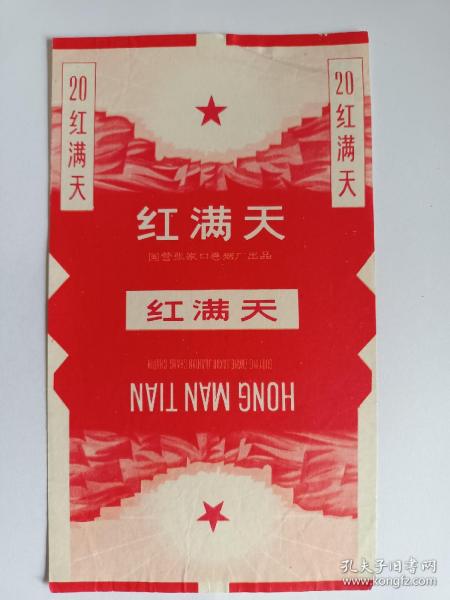 20红满天
20红满天
红满天
国营张家口卷烟厂出品
红满天
HONG MAN TIAN
孔夫子旧书网
www.kongfz.com